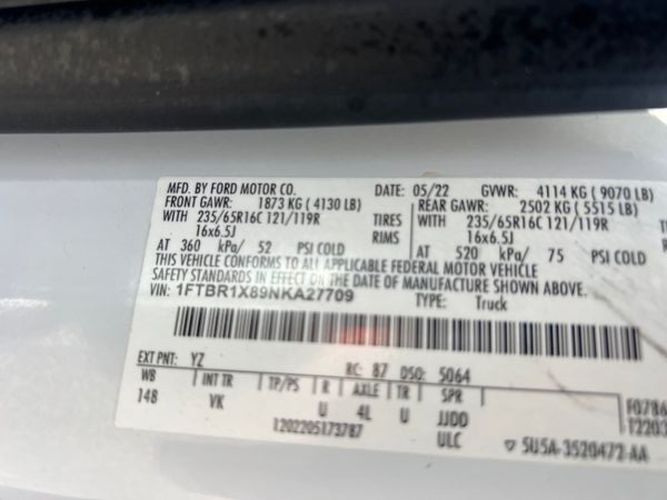 MFD. BY FORD MOTOR CO. DATE: 05/22 GVWR: 4114 KG ( 9070 LB)
FRONT GAWR: 1873 KG ( 4130 LB) REAR GAWR: 2502 KG ( 5515 LB)
WITH 235/65R16C 121/119R TIRES WITH 235/65R16C 121/119R
16x6.5J RIMS 16x6.5J
AT 360 kPa/ 52 PSI COLD AT 520 kPa/ 75 PSI COLD
THIS VEHICLE CONFORMS TO ALL APPLICABLE FEDERAL MOTOR VEHICLE
SAFETY STANDARDS IN EFFECT ON THE DATE OF MANUFACTURE SHOWN ABOVE.
VIN: 1FTBR1X89NKA27709 TYPE: Truck
EXT PNT: YZ RC: 87 DSO: 5064
WB INT TR TP/PS R AXLE TR SPR
148 VK U 4L U JJDD
1202205173787 ULC
5U5A-3520472-AA